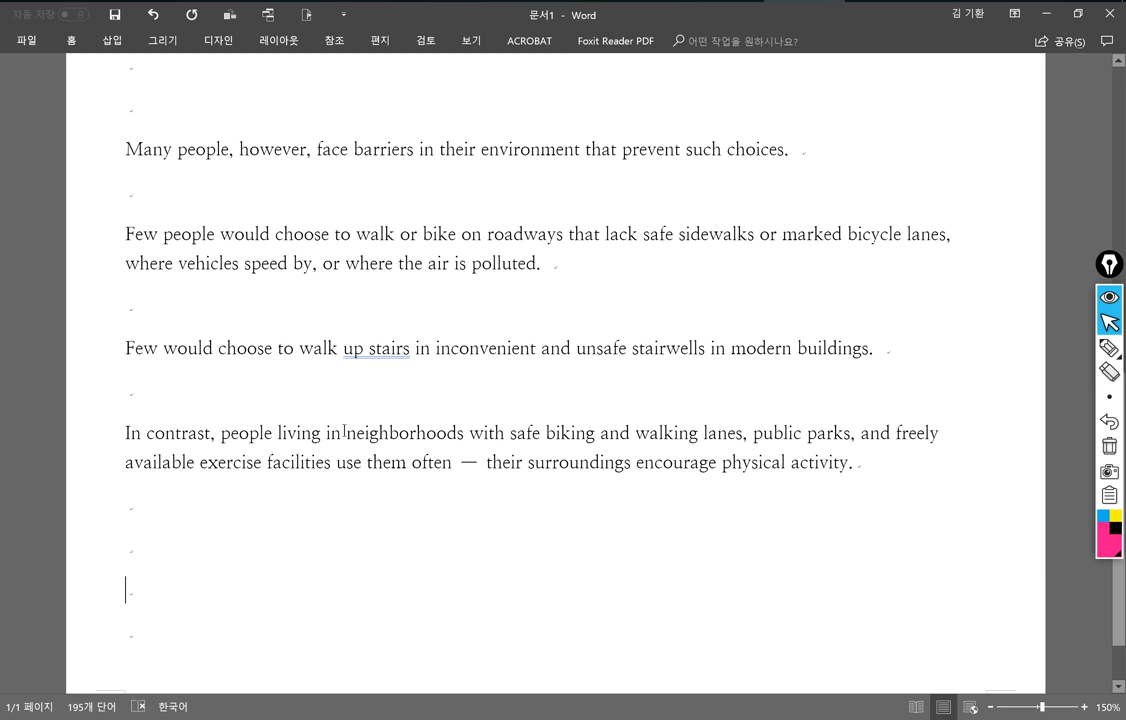 자동 저장
문서1 - Word
김 기환
파일 홈 삽입 그리기 디자인 레이아웃 참조 편지 검토 보기 ACROBAT Foxit Reader PDF 어떤 작업을 원하시나요? 공유(S)
Many people, however, face barriers in their environment that prevent such choices.
Few people would choose to walk or bike on roadways that lack safe sidewalks or marked bicycle lanes,
where vehicles speed by, or where the air is polluted.
Few would choose to walk up stairs in inconvenient and unsafe stairwells in modern buildings.
In contrast, people living in neighborhoods with safe biking and walking lanes, public parks, and freely
available exercise facilities use them often — their surroundings encourage physical activity.
1/1 페이지 195개 단어 한국어 150%